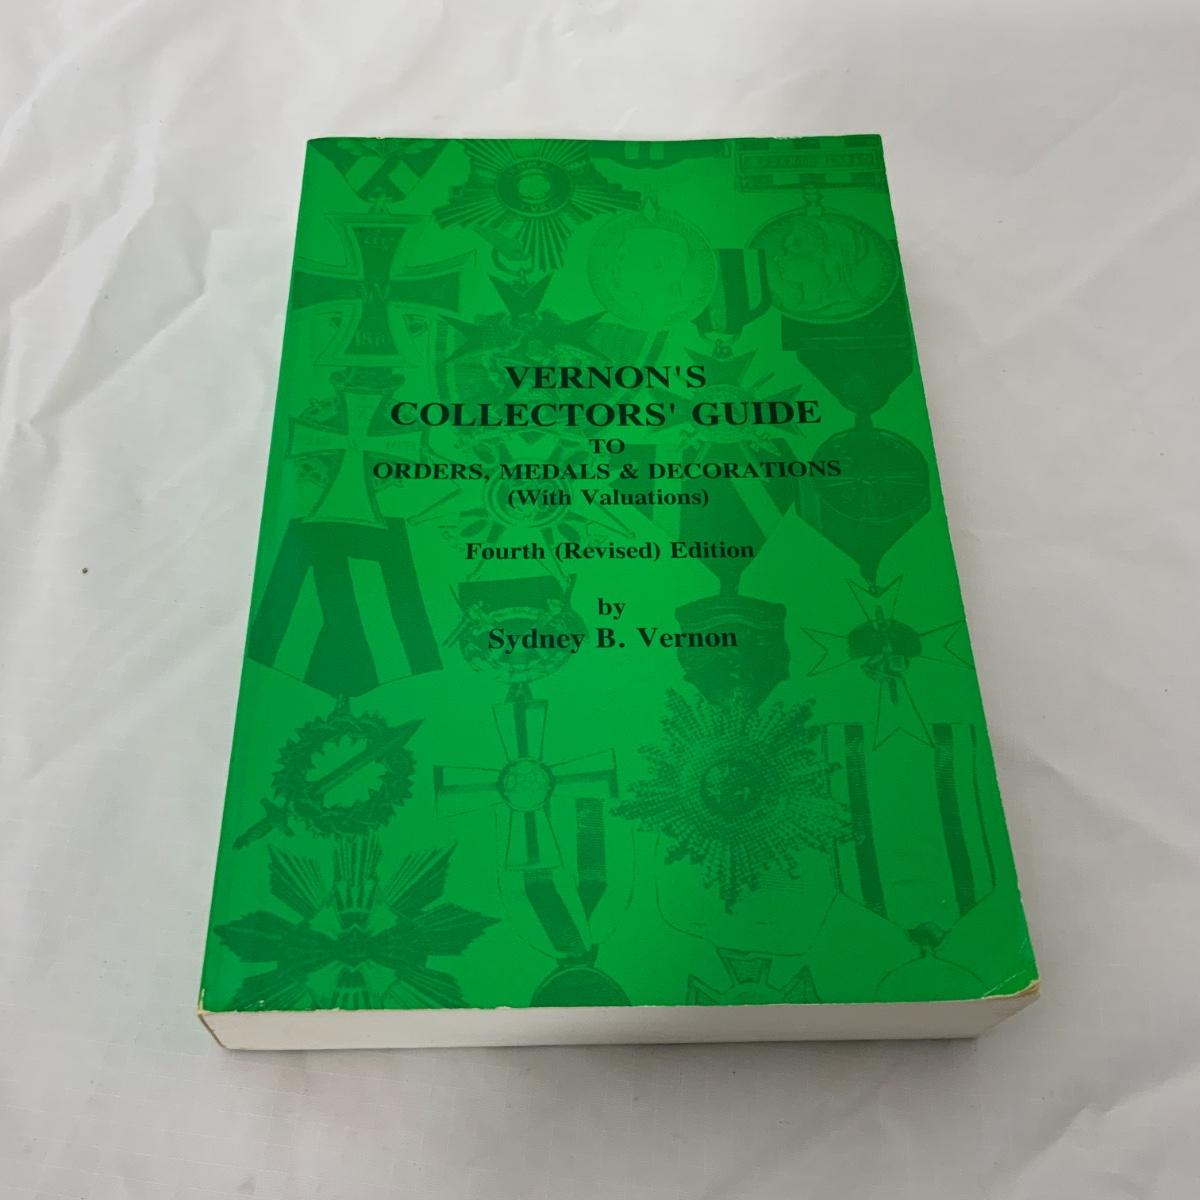 VERNON'S
COLLECTORS' GUIDE
TO
ORDERS, MEDALS & DECORATIONS
(With Valuations)
Fourth (Revised) Edition
by
Sydney B. Vernon